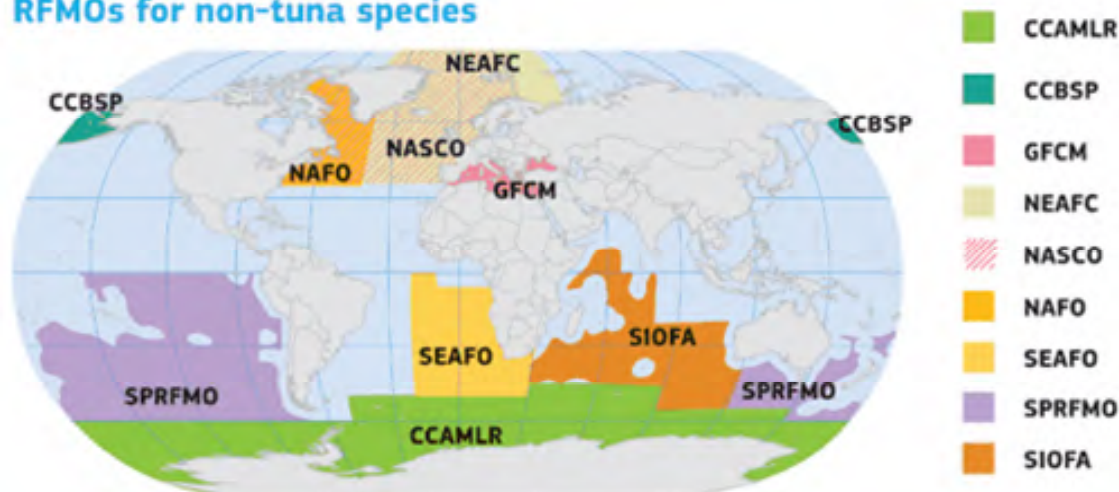 RFMOs for non-tuna species
NEAFC
CCBSP
CCBSP
NASCO
NAFO
GFCM
SIOFA
SEAFO
SPRFMO
SPRFMO
CCAMLR
CCAMLR
CCBSP
GFCM
NEAFC
NASCO
NAFO
SEAFO
SPRFMO
SIOFA